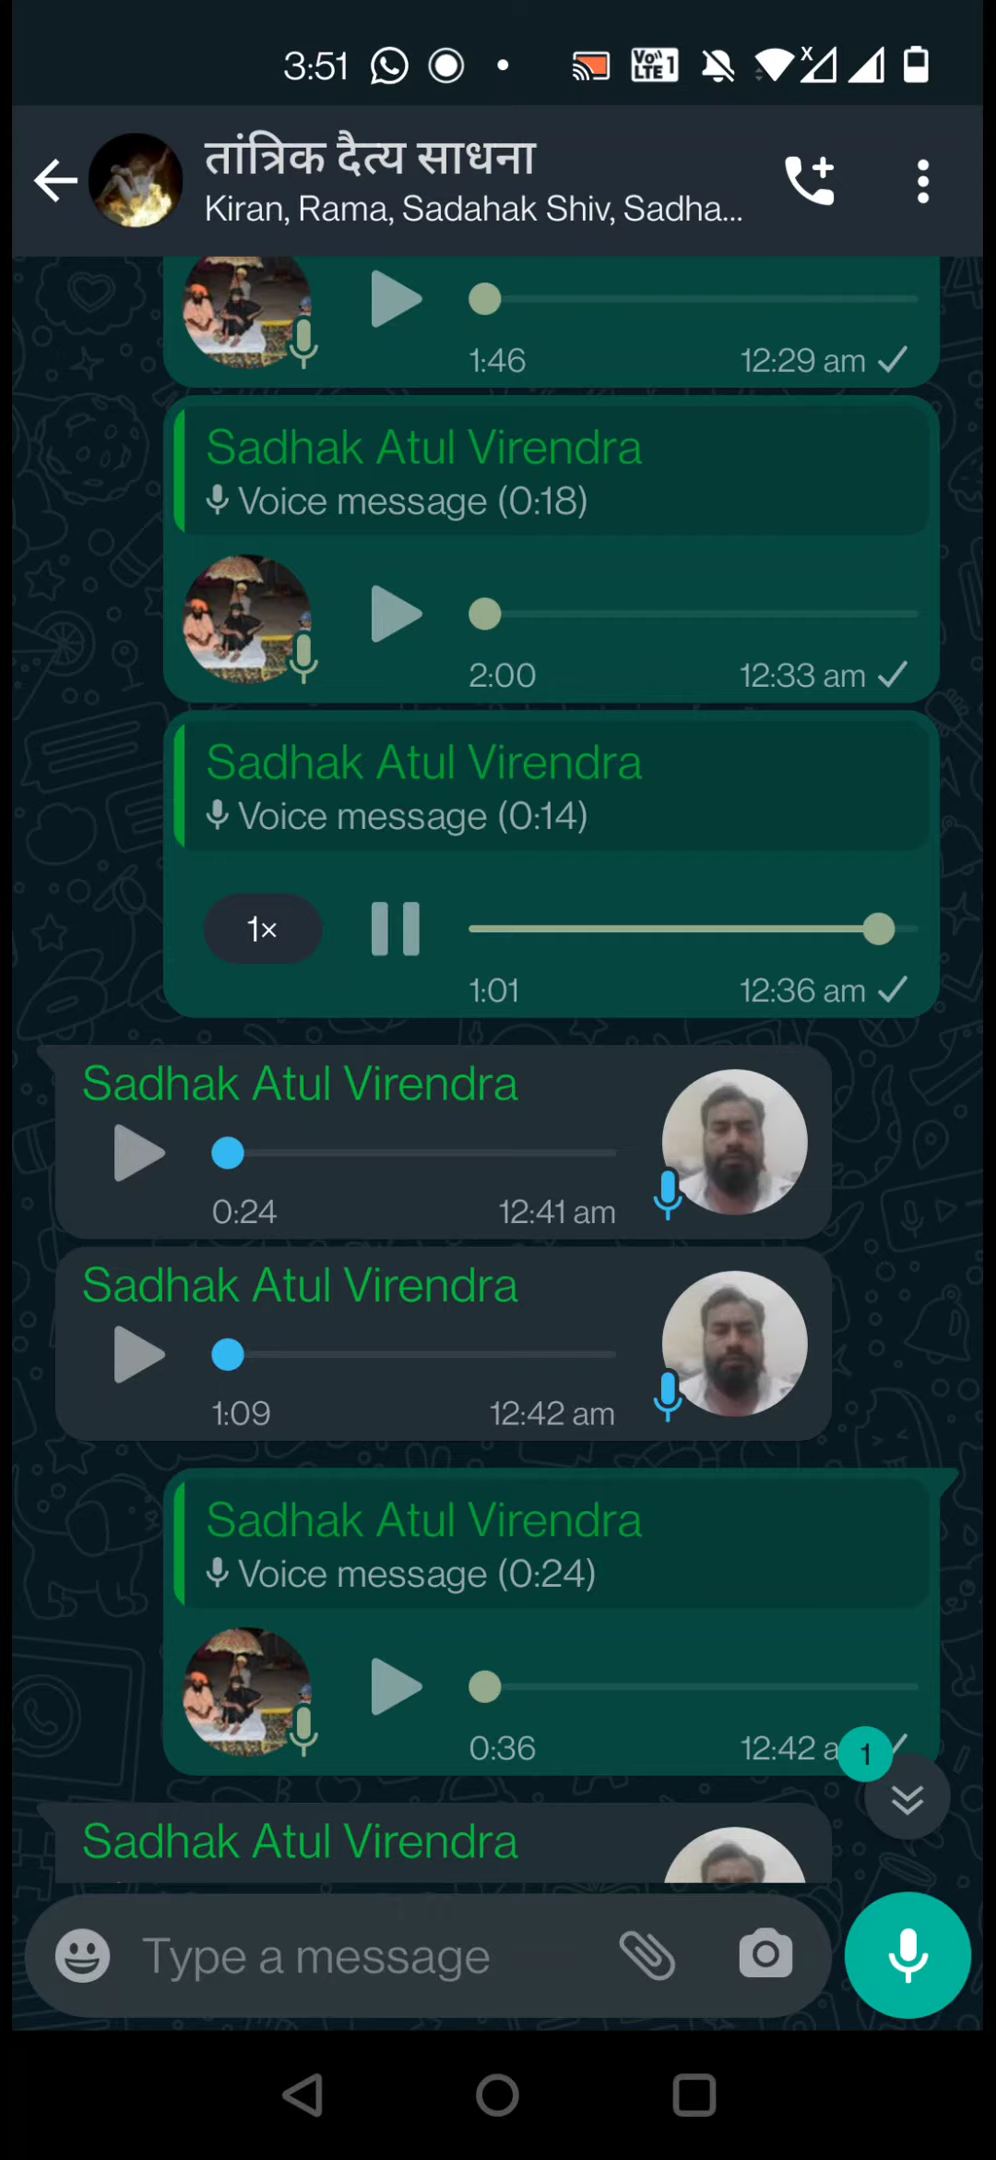 3:51
Vo LTE 1
X
तांत्रिक दैत्य साधना
Kiran, Rama, Sadahak Shiv, Sadha...
1:46 12:29 am
Sadhak Atul Virendra
Voice message (0:18)
2:00 12:33 am
Sadhak Atul Virendra
Voice message (0:14)
1×
1:01 12:36 am
Sadhak Atul Virendra
0:24 12:41 am
Sadhak Atul Virendra
1:09 12:42 am
Sadhak Atul Virendra
Voice message (0:24)
0:36 12:42 a
1
Sadhak Atul Virendra
Type a message